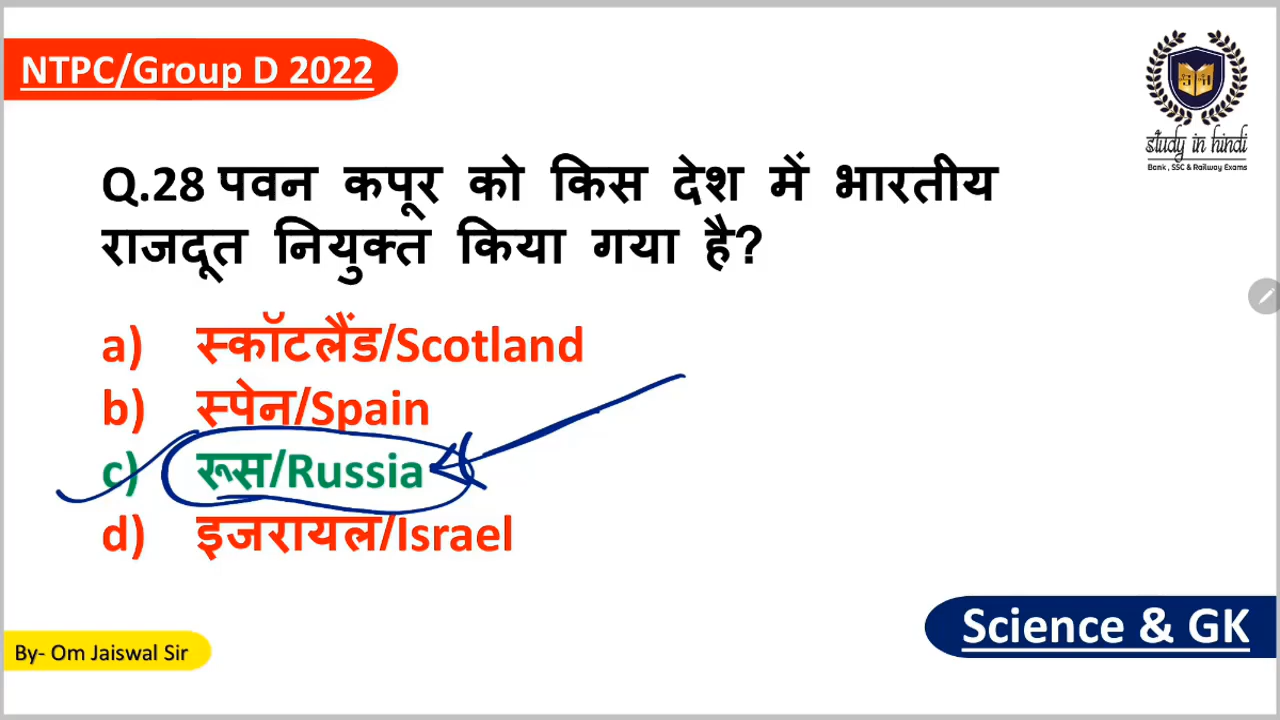 NTPC/Group D 2022
study in hindi
Bank , SSC & Railway Exams
Q.28 पवन कपूर को किस देश में भारतीय
राजदूत नियुक्त किया गया है?
a) स्कॉटलैंड/Scotland
b) स्पेन/Spain
c) रूस/Russia
d) इजरायल/Israel
Science & GK
By- Om Jaiswal Sir